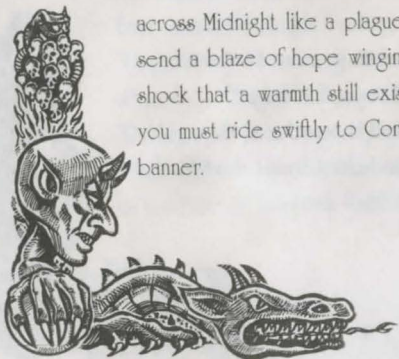 across Midnight like a plague
send a blaze of hope wingin
shock that a warmth still exis
you must ride swiftly to Cor
banner.